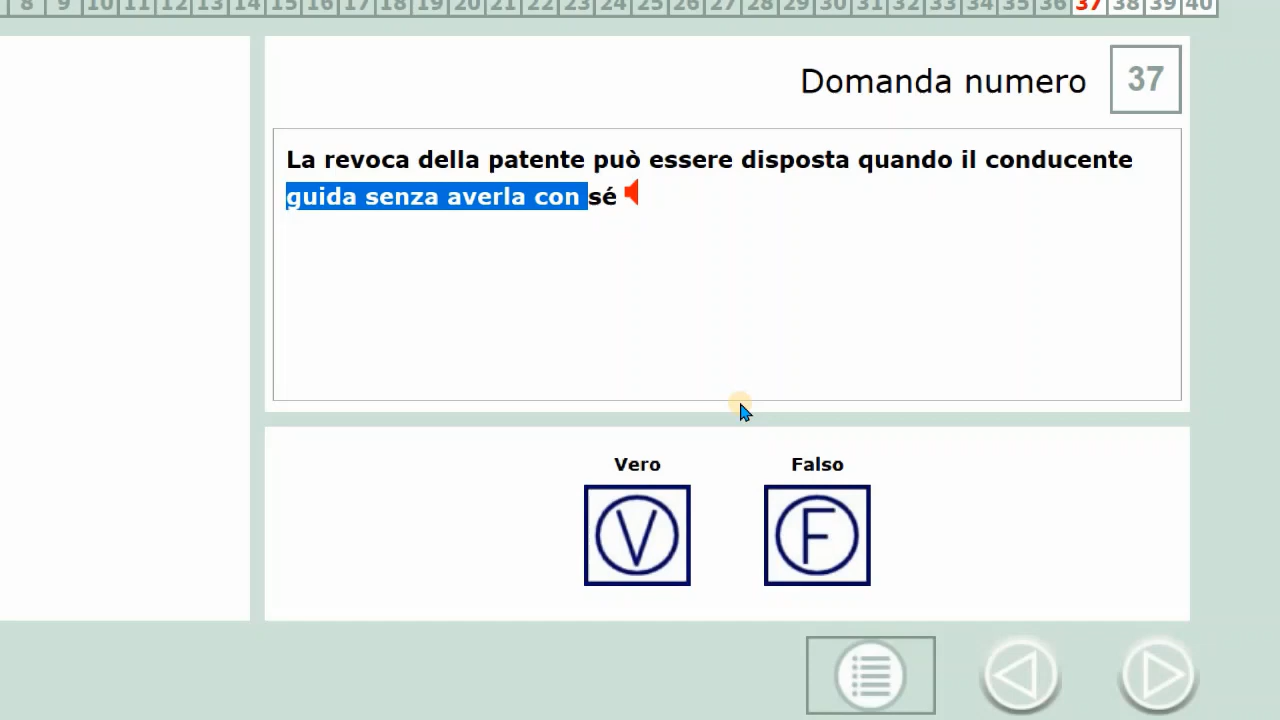 8 9 10 11 12 13 14 15 16 17 18 19 20 21 22 23 24 25 26 27 28 29 30 31 32 33 34 35 36 37 38 39 40
Domanda numero 37
La revoca della patente può essere disposta quando il conducente
guida senza averla con sé
Vero Falso
V F